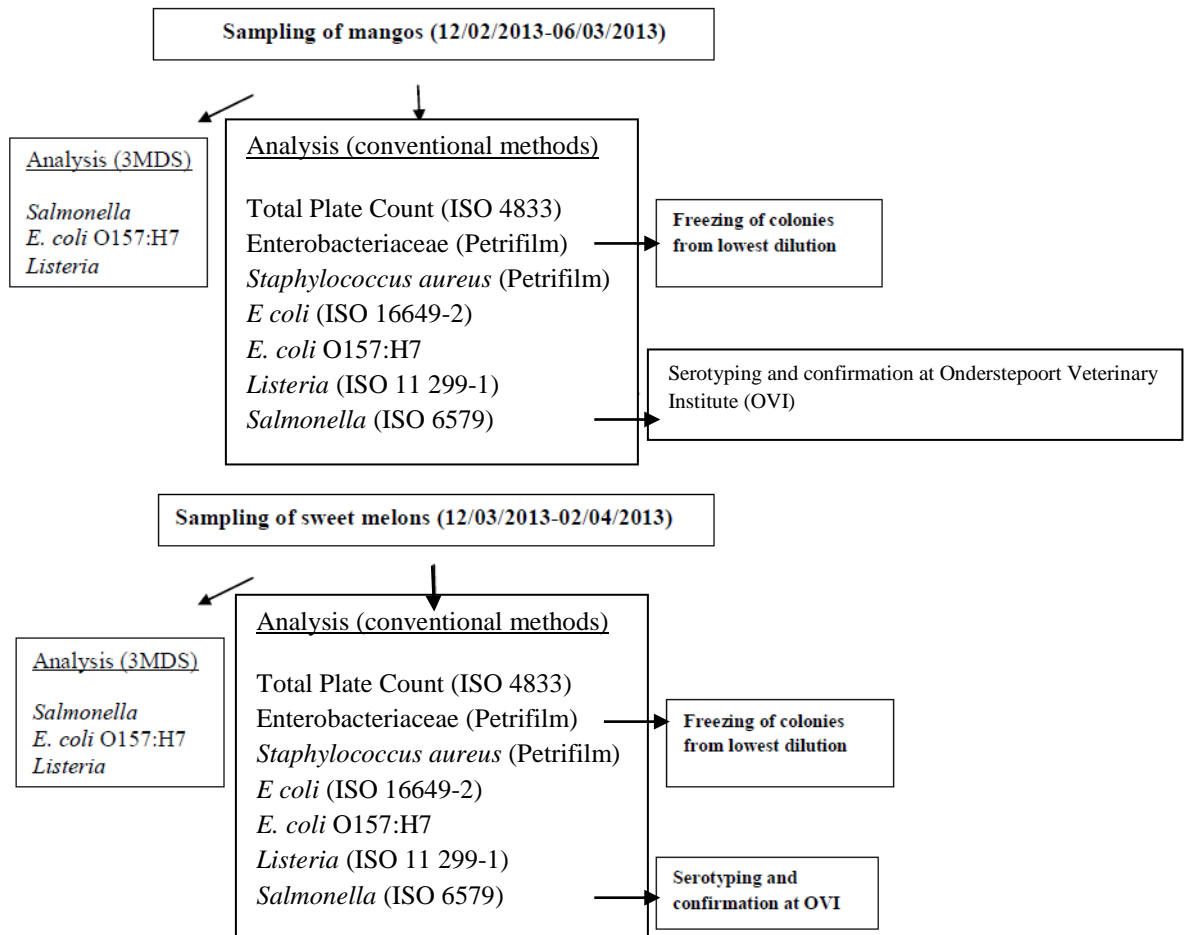 Sampling of mangos (12/02/2013-06/03/2013)
Analysis (3MDS)
Salmonella
E. coli O157:H7
Listeria
Analysis (conventional methods)
Total Plate Count (ISO 4833)
Enterobacteriaceae (Petrifilm)
Staphylococcus aureus (Petrifilm)
E coli (ISO 16649-2)
E. coli O157:H7
Listeria (ISO 11 299-1)
Salmonella (ISO 6579)
Freezing of colonies
from lowest dilution
Serotyping and confirmation at Onderstepoort Veterinary
Institute (OVI)
Sampling of sweet melons (12/03/2013-02/04/2013)
Analysis (3MDS)
Salmonella
E. coli O157:H7
Listeria
Analysis (conventional methods)
Total Plate Count (ISO 4833)
Enterobacteriaceae (Petrifilm)
Staphylococcus aureus (Petrifilm)
E coli (ISO 16649-2)
E. coli O157:H7
Listeria (ISO 11 299-1)
Salmonella (ISO 6579)
Freezing of colonies
from lowest dilution
Serotyping and
confirmation at OVI